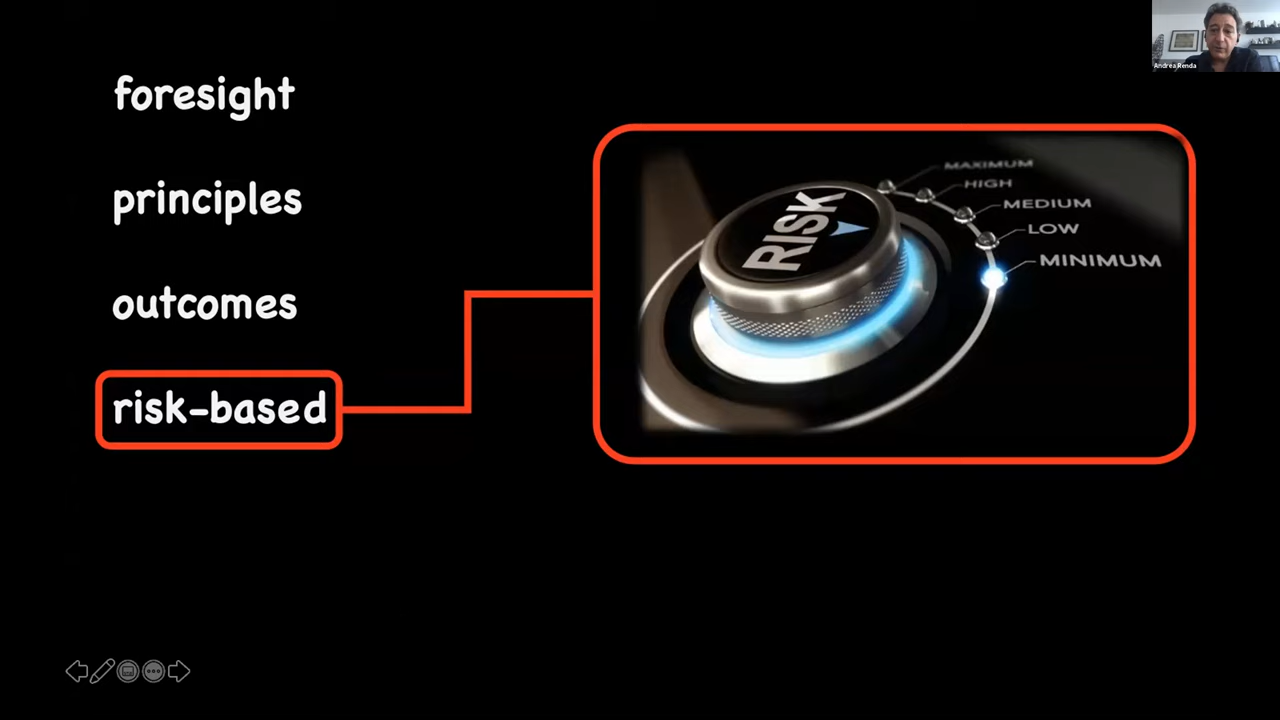 Andrea Renda
foresight
principles
outcomes
risk-based
RISK
MAXIMUM
HIGH
MEDIUM
LOW
MINIMUM